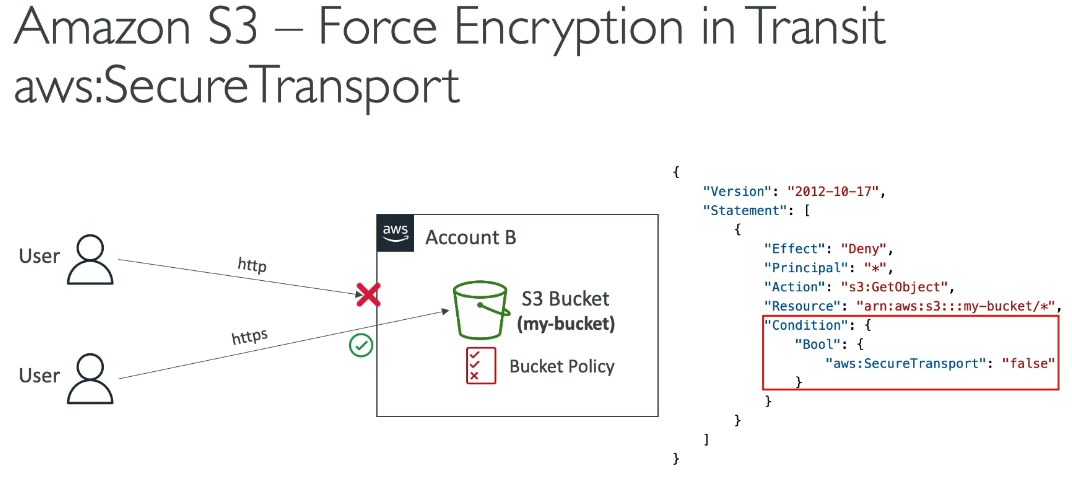 Amazon S3 – Force Encryption in Transit
aws:SecureTransport
User
http
aws
Account B
S3 Bucket
(my-bucket)
https
User
Bucket Policy
{
"Version": "2012-10-17",
"Statement": [
{
"Effect": "Deny",
"Principal": "*",
"Action": "s3:GetObject",
"Resource": "arn:aws:s3:::my-bucket/*",
"Condition": {
"Bool": {
"aws:SecureTransport": "false"
}
}
}
]
}